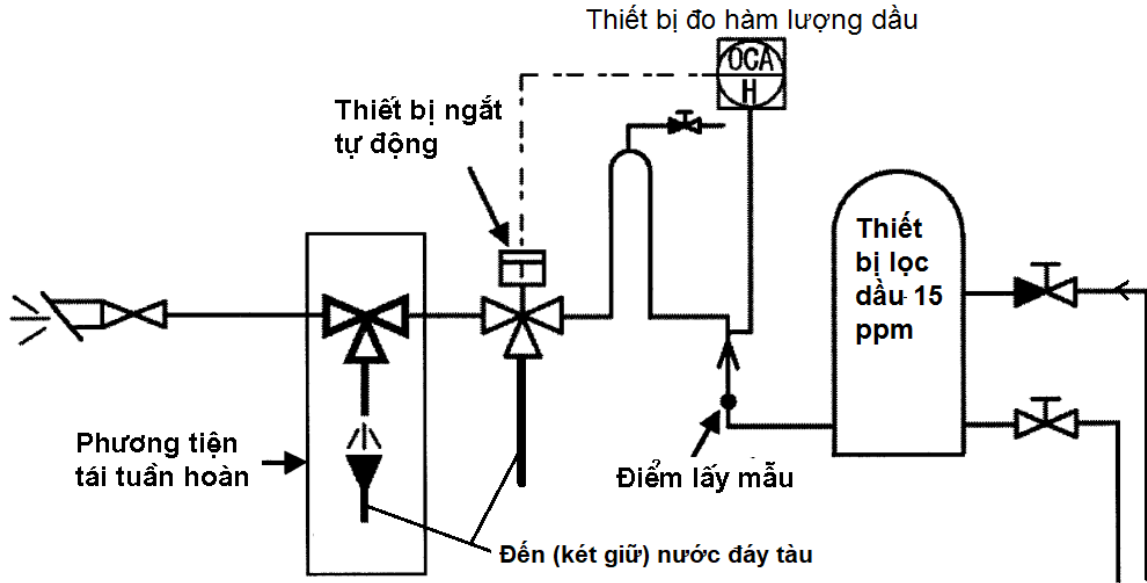 Thiết bị đo hàm lượng dầu
OCA
H
Thiết bị ngắt
tự động
Thiết
bị lọc
dầu 15
ppm
Phương tiện
tái tuần hoàn
Điểm lấy mẫu
Đến (két giữ) nước đáy tàu